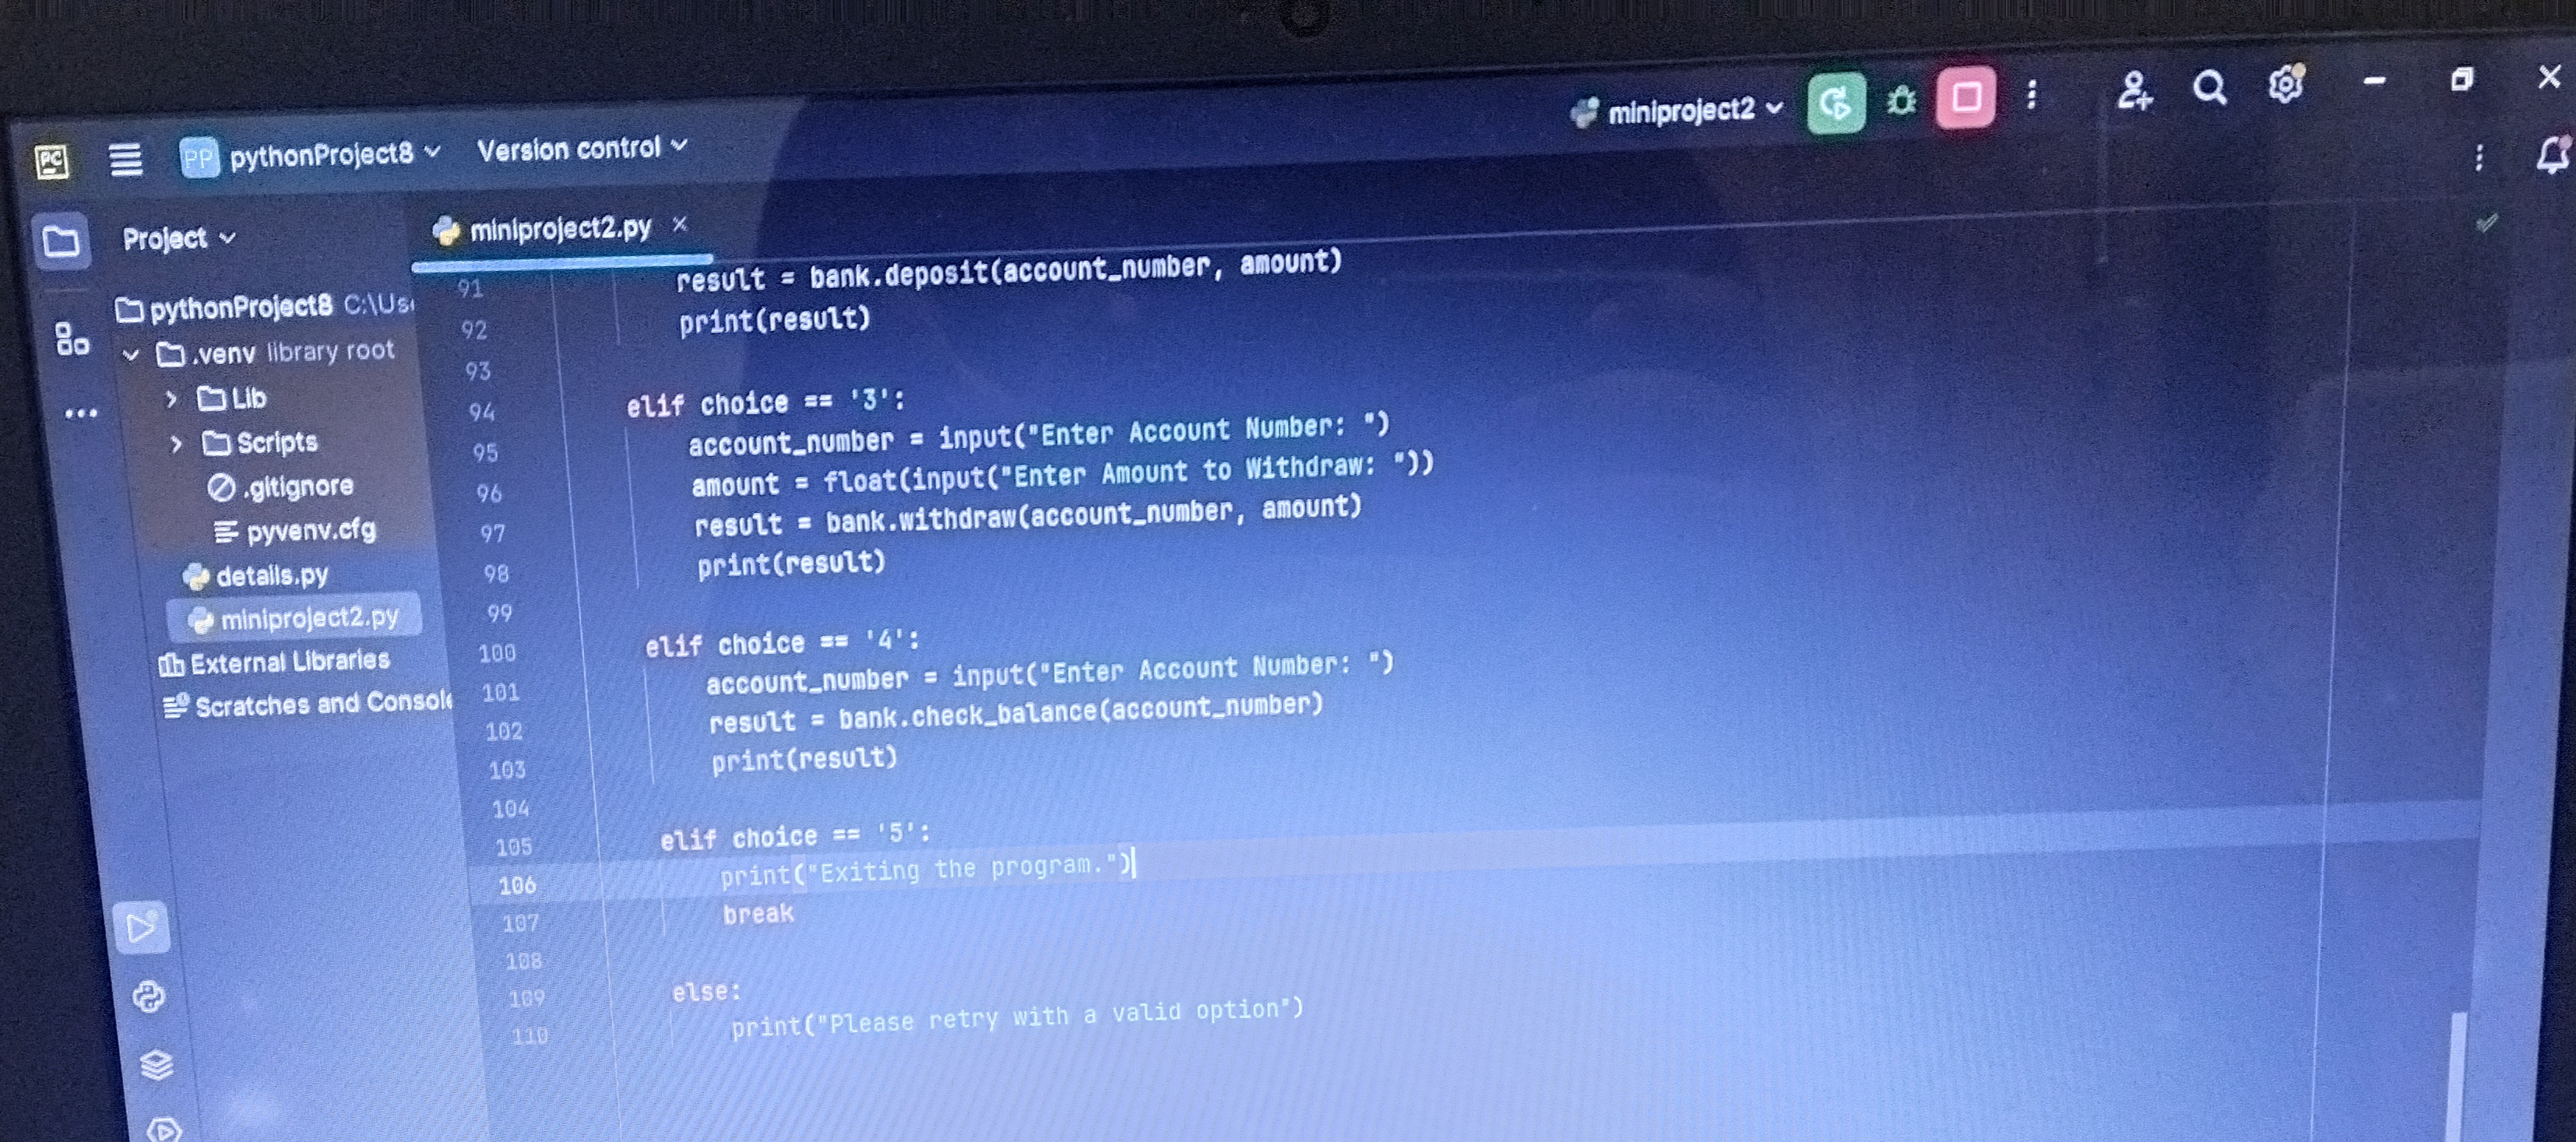 PC
PP pythonProject8 Version control miniproject2
Project
miniproject2.py
pythonProject8 C:\Us
.venv library root
Lib
Scripts
.gitignore
pyvenv.cfg
details.py
miniproject2.py
External Libraries
Scratches and Console
91 result = bank.deposit(account_number, amount)
92 print(result)
93
94 elif choice == '3':
95 account_number = input("Enter Account Number: ")
96 amount = float(input("Enter Amount to Withdraw: "))
97 result = bank.withdraw(account_number, amount)
98 print(result)
99
100 elif choice == '4':
101 account_number = input("Enter Account Number: ")
102 result = bank.check_balance(account_number)
103 print(result)
104
105 elif choice == '5':
106 print("Exiting the program.")
107 break
108
109 else:
110 print("Please retry with a valid option")